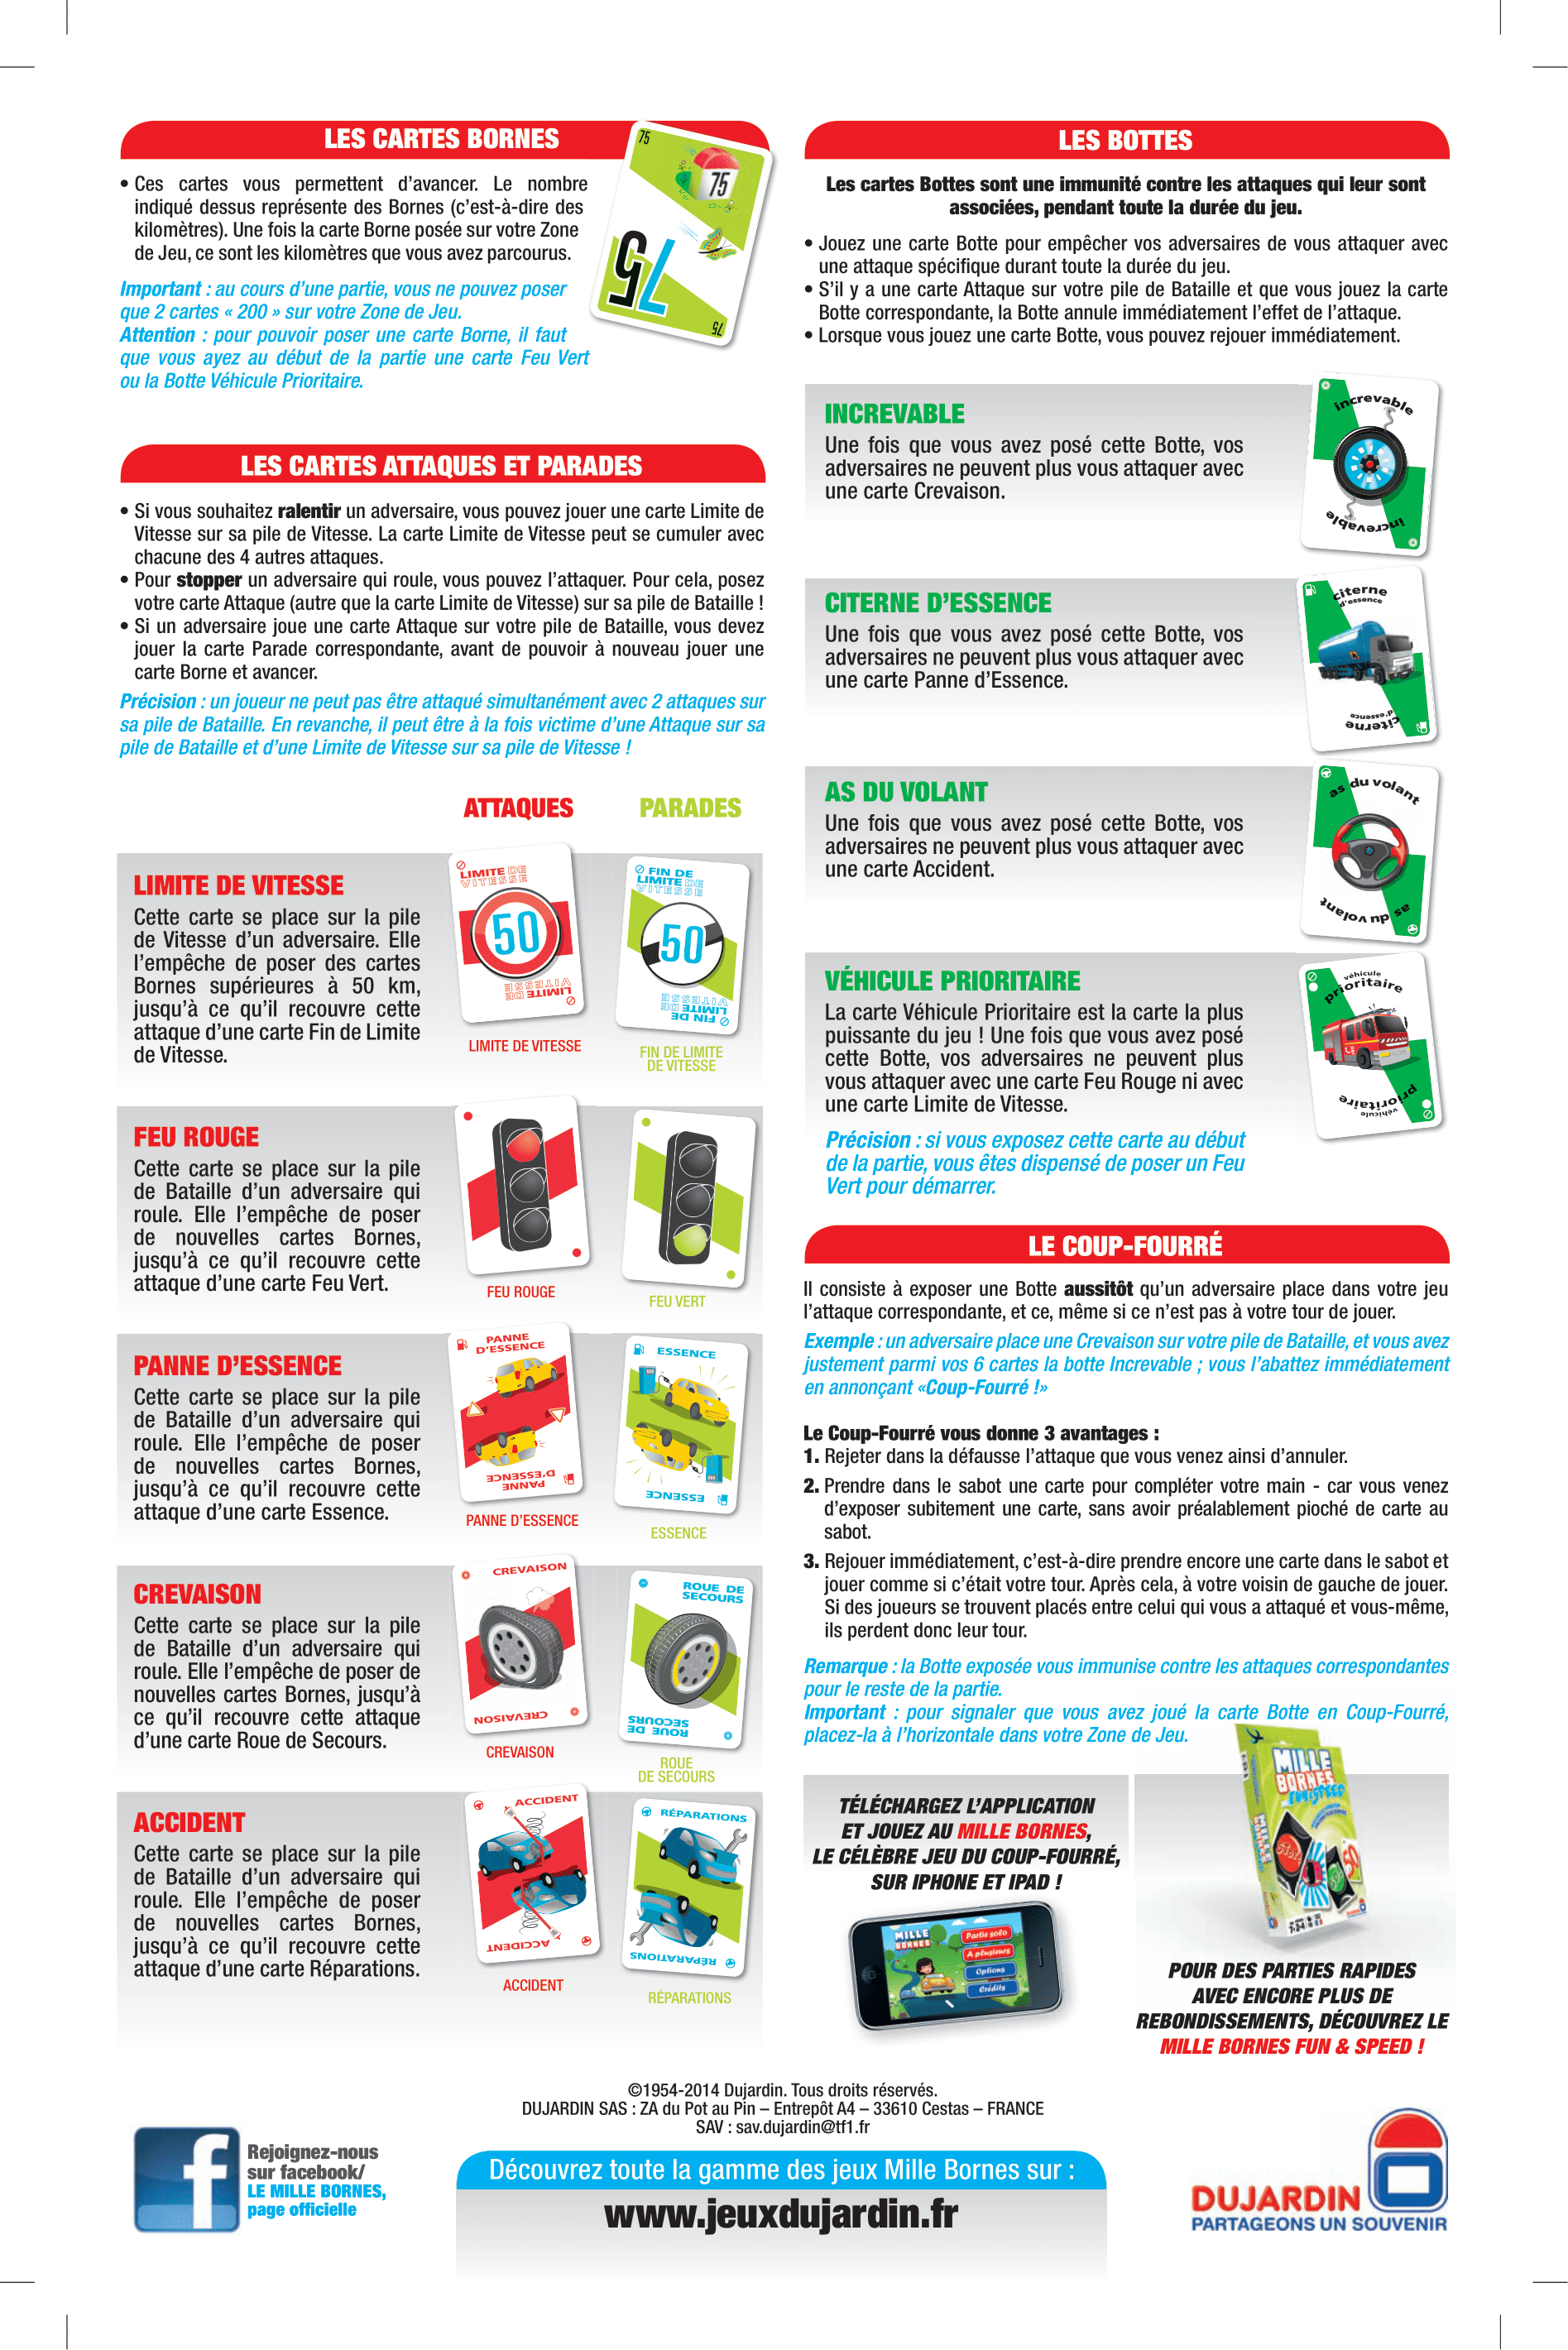 LES CARTES BORNES
• Ces cartes vous permettent d’avancer. Le nombre
indiqué dessus représente des Bornes (c’est-à-dire des
kilomètres). Une fois la carte Borne posée sur votre Zone
de Jeu, ce sont les kilomètres que vous avez parcourus.
Important : au cours d’une partie, vous ne pouvez poser
que 2 cartes « 200 » sur votre Zone de Jeu.
Attention : pour pouvoir poser une carte Borne, il faut
que vous ayez au début de la partie une carte Feu Vert
ou la Botte Véhicule Prioritaire.
75
75
75
75
LES CARTES ATTAQUES ET PARADES
• Si vous souhaitez ralentir un adversaire, vous pouvez jouer une carte Limite de
Vitesse sur sa pile de Vitesse. La carte Limite de Vitesse peut se cumuler avec
chacune des 4 autres attaques.
• Pour stopper un adversaire qui roule, vous pouvez l’attaquer. Pour cela, posez
votre carte Attaque (autre que la carte Limite de Vitesse) sur sa pile de Bataille !
• Si un adversaire joue une carte Attaque sur votre pile de Bataille, vous devez
jouer la carte Parade correspondante, avant de pouvoir à nouveau jouer une
carte Borne et avancer.
Précision : un joueur ne peut pas être attaqué simultanément avec 2 attaques sur
sa pile de Bataille. En revanche, il peut être à la fois victime d’une Attaque sur sa
pile de Bataille et d’une Limite de Vitesse sur sa pile de Vitesse !
ATTAQUES PARADES
LIMITE DE VITESSE
Cette carte se place sur la pile
de Vitesse d’un adversaire. Elle
l’empêche de poser des cartes
Bornes supérieures à 50 km,
jusqu’à ce qu’il recouvre cette
attaque d’une carte Fin de Limite
de Vitesse.
LIMITE DE
VITESSE
50
LIMITE DE
VITESSE
LIMITE DE VITESSE
FIN DE
LIMITE DE
VITESSE
50
FIN DE
LIMITE DE
VITESSE
FIN DE LIMITE
DE VITESSE
FEU ROUGE
Cette carte se place sur la pile
de Bataille d’un adversaire qui
roule. Elle l’empêche de poser
de nouvelles cartes Bornes,
jusqu’à ce qu’il recouvre cette
attaque d’une carte Feu Vert.
FEU ROUGE
FEU VERT
PANNE D’ESSENCE
Cette carte se place sur la pile
de Bataille d’un adversaire qui
roule. Elle l’empêche de poser
de nouvelles cartes Bornes,
jusqu’à ce qu’il recouvre cette
attaque d’une carte Essence.
PANNE
D’ESSENCE
PANNE
D’ESSENCE
PANNE D’ESSENCE
ESSENCE
ESSENCE
ESSENCE
CREVAISON
Cette carte se place sur la pile
de Bataille d’un adversaire qui
roule. Elle l’empêche de poser de
nouvelles cartes Bornes, jusqu’à
ce qu’il recouvre cette attaque
d’une carte Roue de Secours.
CREVAISON
CREVAISON
CREVAISON
ROUE DE
SECOURS
ROUE DE
SECOURS
ROUE
DE SECOURS
ACCIDENT
Cette carte se place sur la pile
de Bataille d’un adversaire qui
roule. Elle l’empêche de poser
de nouvelles cartes Bornes,
jusqu’à ce qu’il recouvre cette
attaque d’une carte Réparations.
ACCIDENT
ACCIDENT
ACCIDENT
RÉPARATIONS
RÉPARATIONS
RÉPARATIONS
LES BOTTES
Les cartes Bottes sont une immunité contre les attaques qui leur sont
associées, pendant toute la durée du jeu.
• Jouez une carte Botte pour empêcher vos adversaires de vous attaquer avec
une attaque spécifique durant toute la durée du jeu.
• S’il y a une carte Attaque sur votre pile de Bataille et que vous jouez la carte
Botte correspondante, la Botte annule immédiatement l’effet de l’attaque.
• Lorsque vous jouez une carte Botte, vous pouvez rejouer immédiatement.
INCREVABLE
Une fois que vous avez posé cette Botte, vos
adversaires ne peuvent plus vous attaquer avec
une carte Crevaison.
increvable
increvable
CITERNE D’ESSENCE
Une fois que vous avez posé cette Botte, vos
adversaires ne peuvent plus vous attaquer avec
une carte Panne d’Essence.
citerne
d’essence
citerne
d’essence
AS DU VOLANT
Une fois que vous avez posé cette Botte, vos
adversaires ne peuvent plus vous attaquer avec
une carte Accident.
as du volant
as du volant
VÉHICULE PRIORITAIRE
La carte Véhicule Prioritaire est la carte la plus
puissante du jeu ! Une fois que vous avez posé
cette Botte, vos adversaires ne peuvent plus
vous attaquer avec une carte Feu Rouge ni avec
une carte Limite de Vitesse.
Précision : si vous exposez cette carte au début
de la partie, vous êtes dispensé de poser un Feu
Vert pour démarrer.
véhicule
prioritaire
véhicule
prioritaire
LE COUP-FOURRÉ
Il consiste à exposer une Botte aussitôt qu’un adversaire place dans votre jeu
l’attaque correspondante, et ce, même si ce n’est pas à votre tour de jouer.
Exemple : un adversaire place une Crevaison sur votre pile de Bataille, et vous avez
justement parmi vos 6 cartes la botte Increvable ; vous l’abattez immédiatement
en annonçant «Coup-Fourré !»
Le Coup-Fourré vous donne 3 avantages :
1. Rejeter dans la défausse l’attaque que vous venez ainsi d’annuler.
2. Prendre dans le sabot une carte pour compléter votre main - car vous venez
d’exposer subitement une carte, sans avoir préalablement pioché de carte au
sabot.
3. Rejouer immédiatement, c’est-à-dire prendre encore une carte dans le sabot et
jouer comme si c’était votre tour. Après cela, à votre voisin de gauche de jouer.
Si des joueurs se trouvent placés entre celui qui vous a attaqué et vous-même,
ils perdent donc leur tour.
Remarque : la Botte exposée vous immunise contre les attaques correspondantes
pour le reste de la partie.
Important : pour signaler que vous avez joué la carte Botte en Coup-Fourré,
placez-la à l’horizontale dans votre Zone de Jeu.
TÉLÉCHARGEZ L’APPLICATION
ET JOUEZ AU MILLE BORNES,
LE CÉLÈBRE JEU DU COUP-FOURRÉ,
SUR IPHONE ET IPAD !
MILLE
BORNES
Partie solo
A plusieurs
Options
Crédits
MILLE
BORNES
FUN & SPEED
STOP
50
POUR DES PARTIES RAPIDES
AVEC ENCORE PLUS DE
REBONDISSEMENTS, DÉCOUVREZ LE
MILLE BORNES FUN & SPEED !
©1954-2014 Dujardin. Tous droits réservés.
DUJARDIN SAS : ZA du Pot au Pin – Entrepôt A4 – 33610 Cestas – FRANCE
SAV : sav.dujardin@tf1.fr
f
Rejoignez-nous
sur facebook/
LE MILLE BORNES,
page officielle
Découvrez toute la gamme des jeux Mille Bornes sur :
www.jeuxdujardin.fr
DUJARDIN
PARTAGEONS UN SOUVENIR